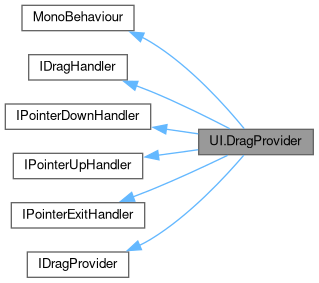 MonoBehaviour
IDragHandler
IPointerDownHandler
UI.DragProvider
IPointerUpHandler
IPointerExitHandler
IDragProvider